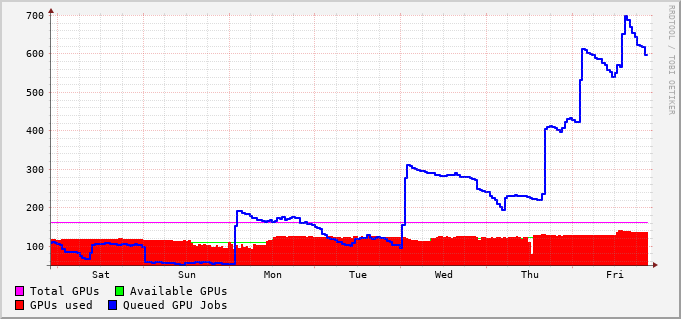 700
600
500
400
300
200
100
Sat Sun Mon Tue Wed Thu Fri
Total GPUs Available GPUs
GPUs used Queued GPU Jobs
RRDTOOL / TOBI OETIKER